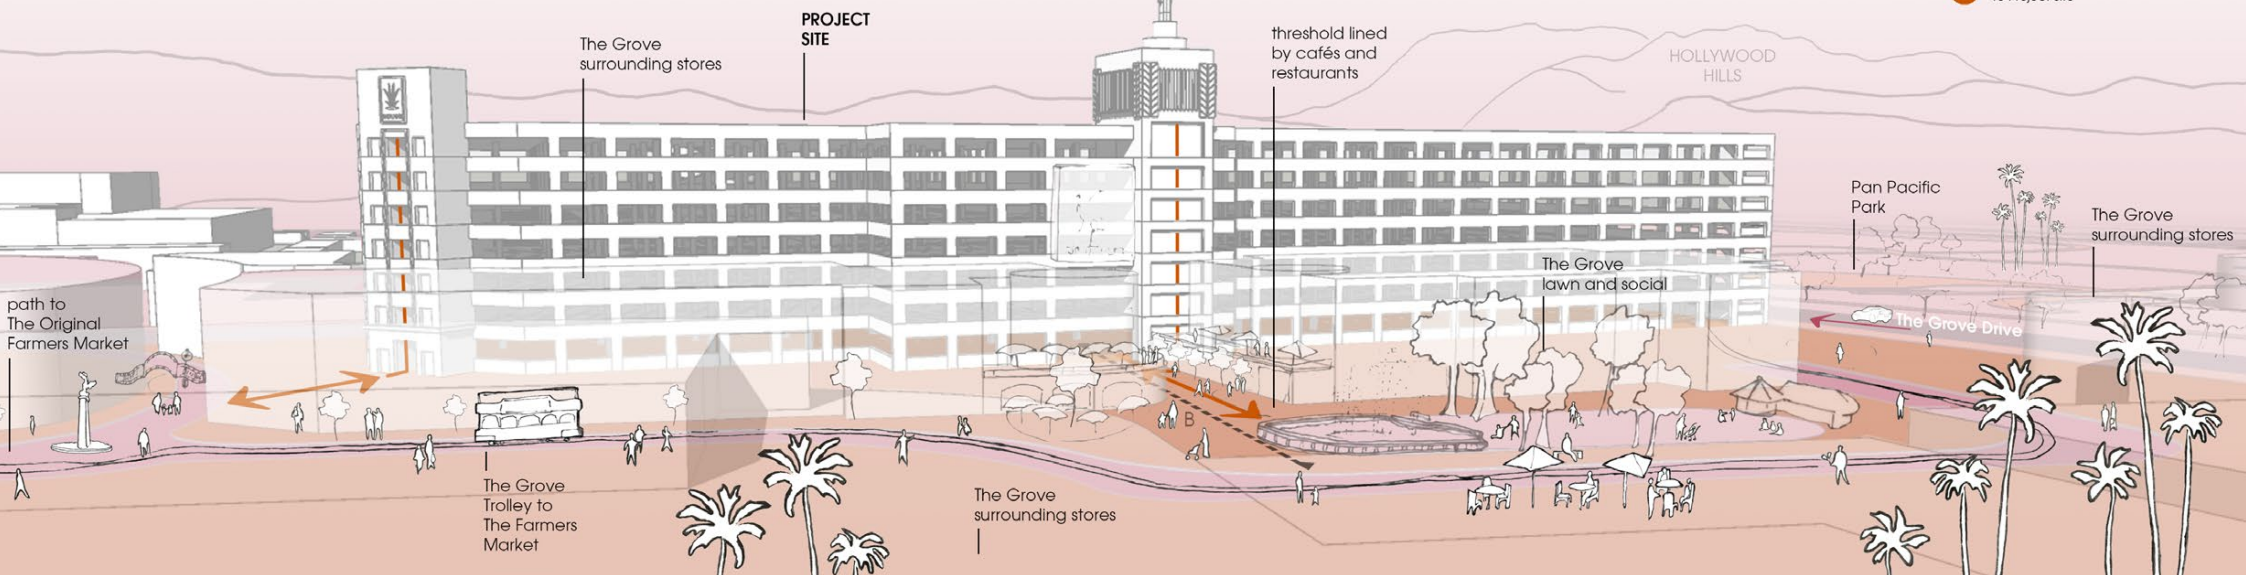 PROJECT
SITE
The Grove
surrounding stores
threshold lined
by cafés and
restaurants
HOLLYWOOD
HILLS
Pan Pacific
Park
The Grove
surrounding stores
The Grove
lawn and social
path to
The Original
Farmers Market
The Grove Drive
B
The Grove
Trolley to
The Farmers
Market
The Grove
surrounding stores